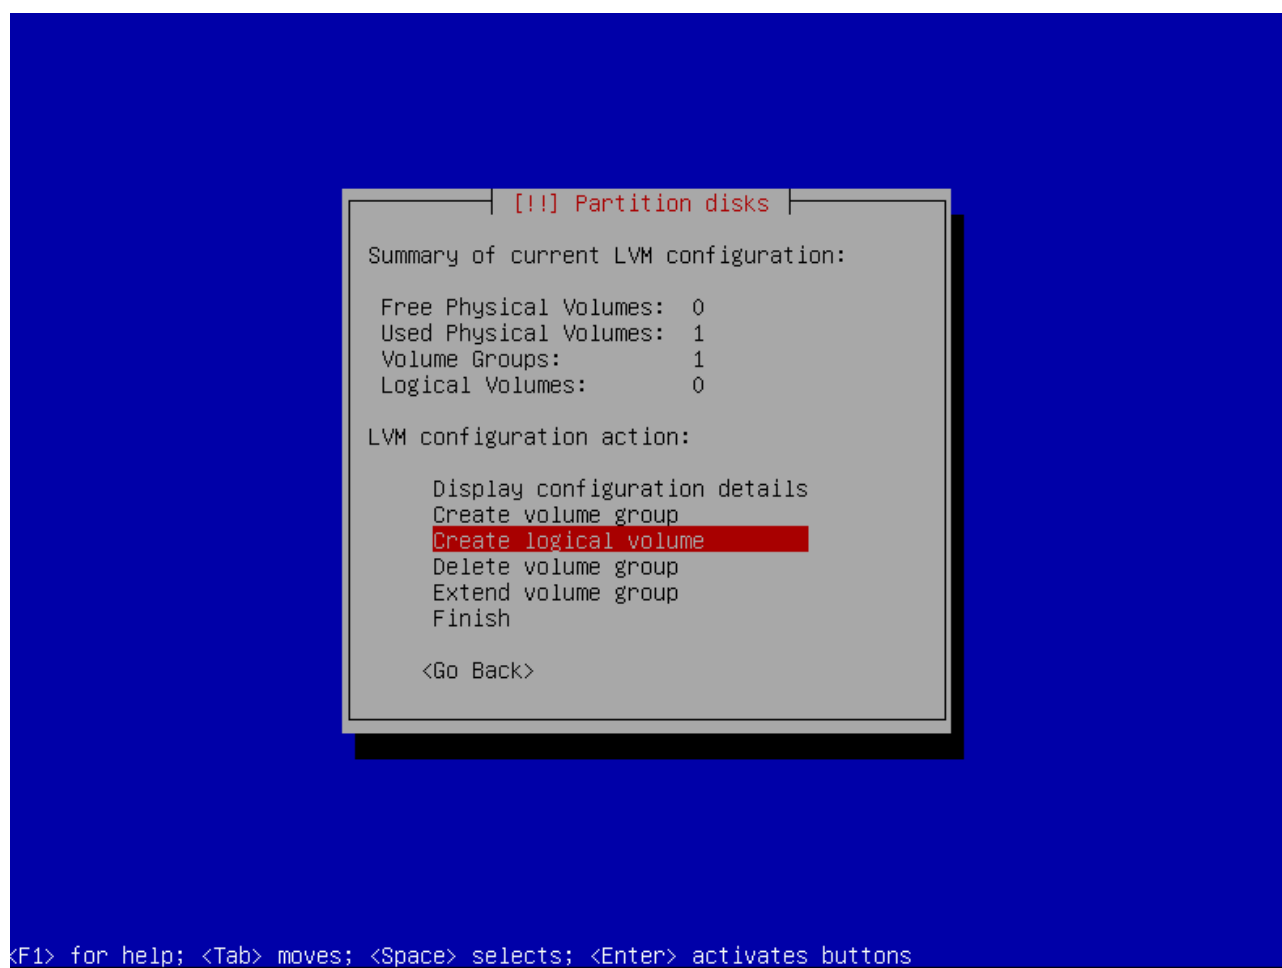 [!!] Partition disks
Summary of current LVM configuration:
Free Physical Volumes: 0
Used Physical Volumes: 1
Volume Groups: 1
Logical Volumes: 0
LVM configuration action:
Display configuration details
Create volume group
Create logical volume
Delete volume group
Extend volume group
Finish
<Go Back>
<F1> for help; <Tab> moves; <Space> selects; <Enter> activates buttons